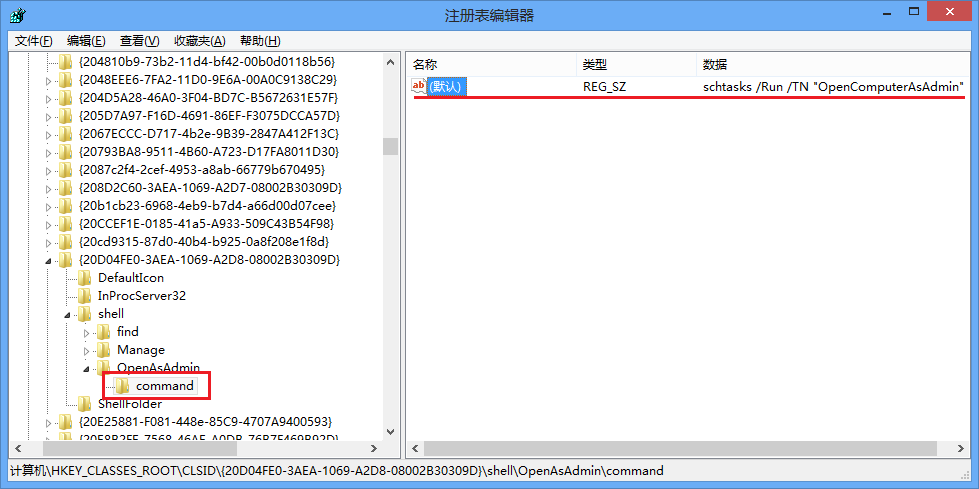 注册表编辑器
文件(F) 编辑(E) 查看(V) 收藏夹(A) 帮助(H)
{204810b9-73b2-11d4-bf42-00b0d0118b56}
{2048EEE6-7FA2-11D0-9E6A-00A0C9138C29}
{204D5A28-46A0-3F04-BD7C-B5672631E57F}
{205D7A97-F16D-4691-86EF-F3075DCCA57D}
{2067ECCC-D717-4b2e-9B39-2847A412F13C}
{20793BA8-9511-4B60-A723-D17FA8011D30}
{2087c2f4-2cef-4953-a8ab-66779b670495}
{208D2C60-3AEA-1069-A2D7-08002B30309D}
{20b1cb23-6968-4eb9-b7d4-a66d00d07cee}
{20CCEF1E-0185-41a5-A933-509C43B54F98}
{20cd9315-87d0-40b4-b925-0a8f208e1f8d}
{20D04FE0-3AEA-1069-A2D8-08002B30309D}
DefaultIcon
InProcServer32
shell
find
Manage
OpenAsAdmin
command
ShellFolder
{20E25881-F081-448e-85C9-4707A9400593}
名称 类型 数据
(默认) REG_SZ schtasks /Run /TN "OpenComputerAsAdmin"
计算机\HKEY_CLASSES_ROOT\CLSID\{20D04FE0-3AEA-1069-A2D8-08002B30309D}\shell\OpenAsAdmin\command